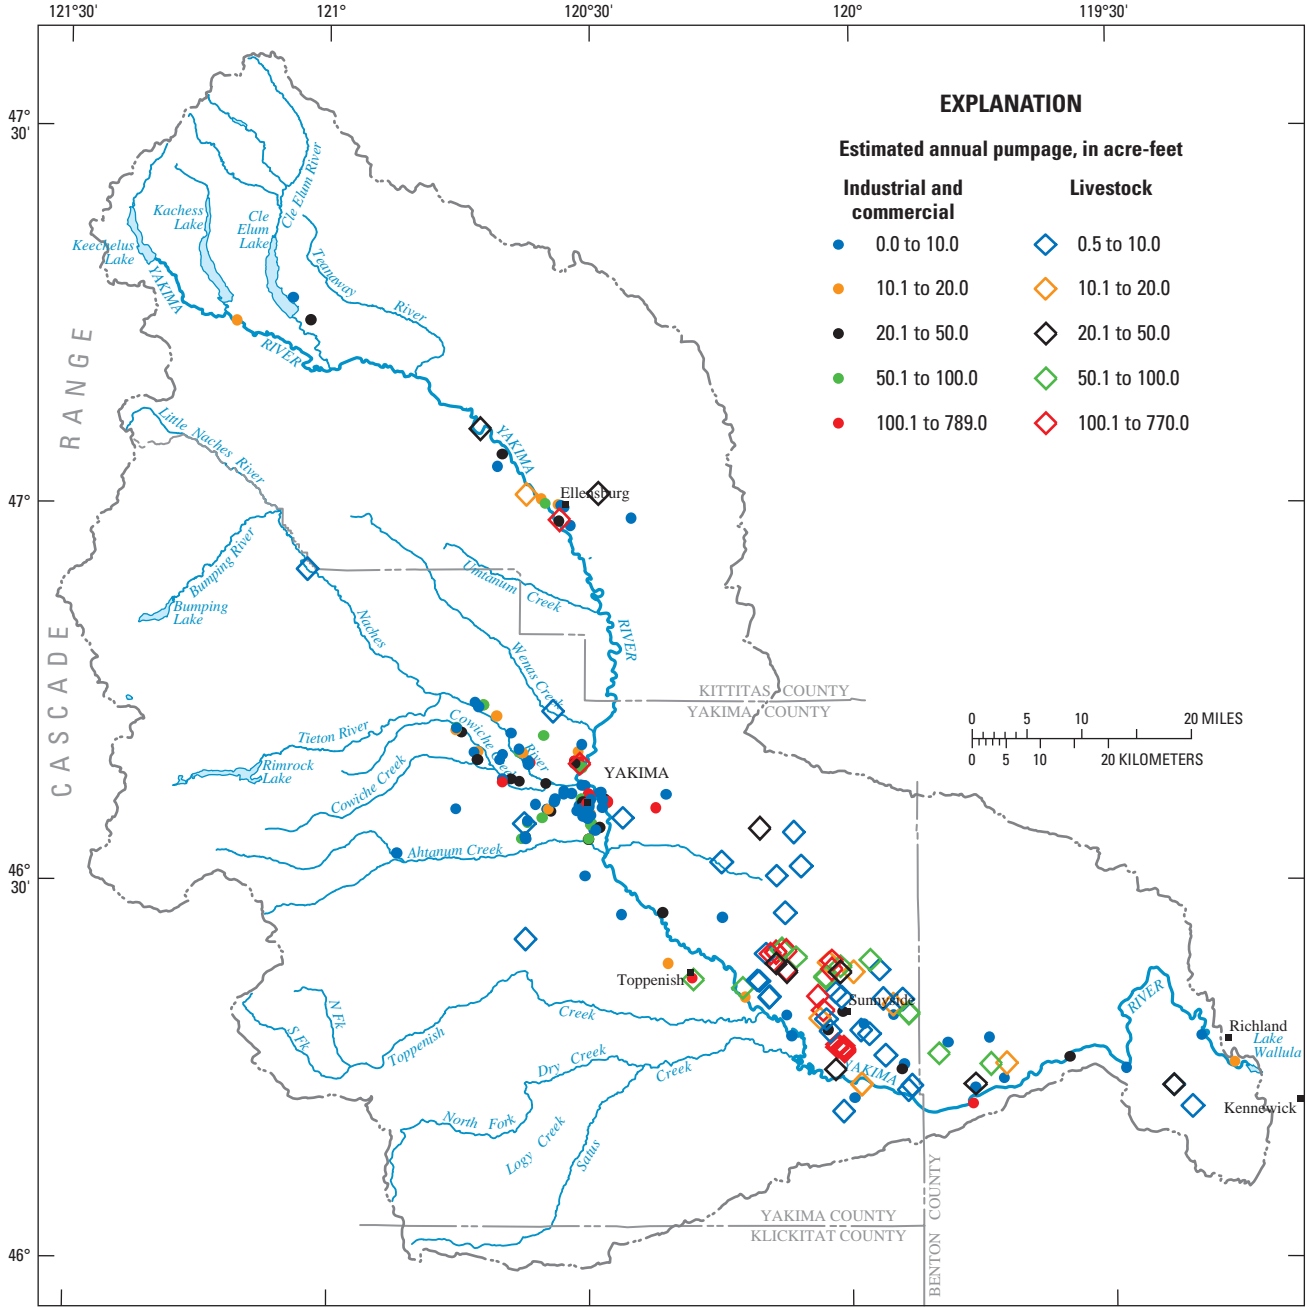 121°30'
121°
120°30'
120°
119°30'
47°
30'
47°
46°
30'
46°
EXPLANATION
Estimated annual pumpage, in acre-feet
Industrial and
commercial
Livestock
0.0 to 10.0
0.5 to 10.0
10.1 to 20.0
10.1 to 20.0
20.1 to 50.0
20.1 to 50.0
50.1 to 100.0
50.1 to 100.0
100.1 to 789.0
100.1 to 770.0
Kachess
Lake
Cle
Elum
Lake
Cle Elum River
Keechelus
Lake
YAKIMA
RIVER
Teanaway
River
CASCADE RANGE
Little Naches River
YAKIMA
Ellensburg
Bumping River
Bumping
Lake
Umtanum Creek
Naches
RIVER
Wenas Creek
KITTITAS COUNTY
YAKIMA COUNTY
0 5 10 20 MILES
0 5 10 20 KILOMETERS
Tieton River
Cowiche Creek
River
Rimrock
Lake
Cowiche Creek
YAKIMA
Ahtanum Creek
Toppenish
Sunnyside
N Fk
S Fk
Toppenish
Creek
Dry Creek
Creek
YAKIMA
RIVER
Richland
Lake
Wallula
Kennewick
North Fork
Logy Creek
Satus
YAKIMA COUNTY
KLICKITAT COUNTY
BENTON COUNTY